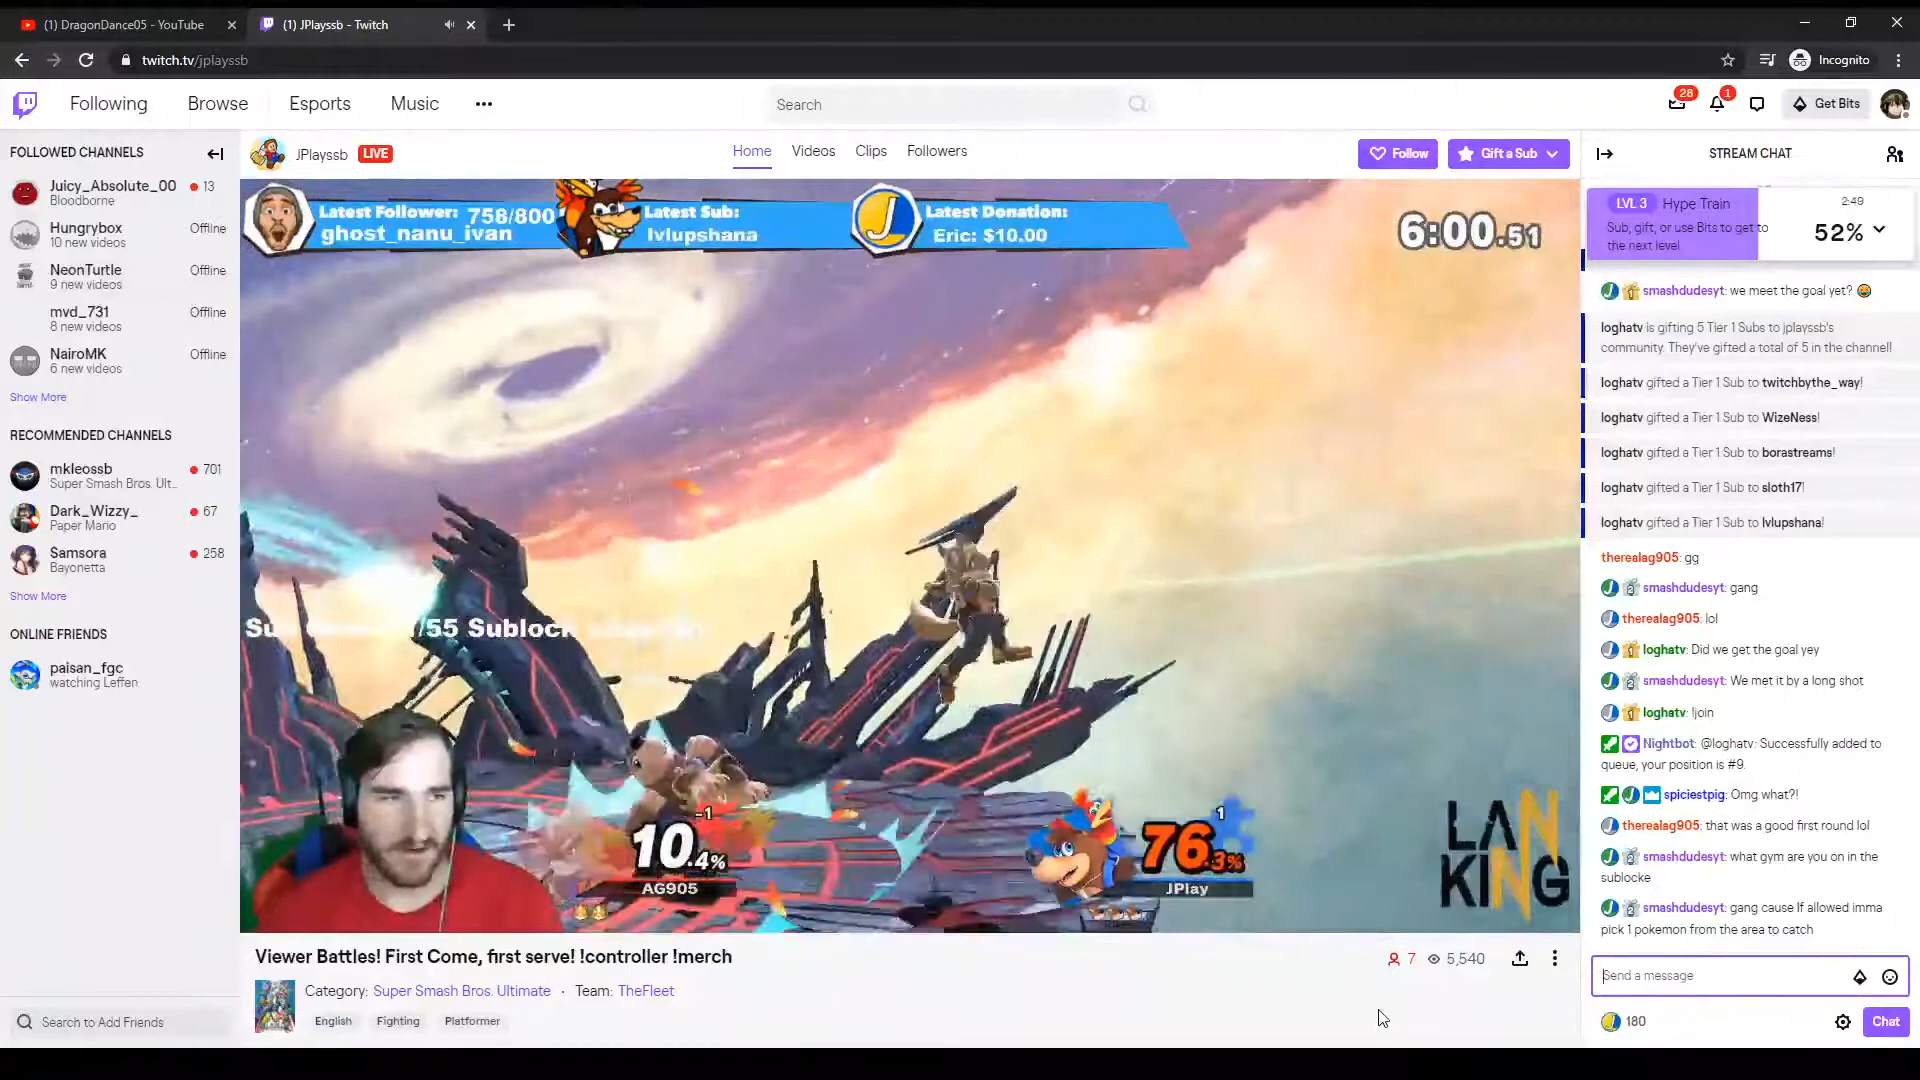 (1) DragonDance05 - YouTube
(1) JPlayssb - Twitch
twitch.tv/jplayssb
Incognito
Following
Browse
Esports
Music
Search
28
1
Get Bits
FOLLOWED CHANNELS
Juicy_Absolute_00
13
Bloodborne
Hungrybox
Offline
10 new videos
NeonTurtle
Offline
9 new videos
mvd_731
Offline
8 new videos
NairoMK
Offline
6 new videos
Show More
RECOMMENDED CHANNELS
mkleossb
701
Super Smash Bros. Ult...
Dark_Wizzy_
67
Paper Mario
Samsora
258
Bayonetta
Show More
ONLINE FRIENDS
paisan_fgc
watching Leffen
Search to Add Friends
JPlayssb
LIVE
Home
Videos
Clips
Followers
Follow
Gift a Sub
Latest Follower: 758/800
ghost_nanu_ivan
Latest Sub:
lvlupshana
Latest Donation:
Eric: $10.00
6:00.51
/55
-1
10.4%
AG905
1
76.3%
JPlay
LAN
KING
Viewer Battles! First Come, first serve! !controller !merch
7
5,540
Category: Super Smash Bros. Ultimate · Team: TheFleet
English
Fighting
Platformer
STREAM CHAT
LVL 3 Hype Train
Sub, gift, or use Bits to get to
the next level
2:49
52%
smashdudesyt: we meet the goal yet?
loghatv is gifting 5 Tier 1 Subs to jplayssb's
community. They've gifted a total of 5 in the channel!
loghatv gifted a Tier 1 Sub to twitchbythe_way!
loghatv gifted a Tier 1 Sub to WizeNess!
loghatv gifted a Tier 1 Sub to borastreams!
loghatv gifted a Tier 1 Sub to sloth17!
loghatv gifted a Tier 1 Sub to lvlupshana!
therealag905: gg
smashdudesyt: gang
therealag905: lol
loghatv: Did we get the goal yey
smashdudesyt: We met it by a long shot
loghatv: !join
Nightbot: @loghatv: Successfully added to
queue, your position is #9.
spiciestpig: Omg what?!
therealag905: that was a good first round lol
smashdudesyt: what gym are you on in the
sublocke
smashdudesyt: gang cause If allowed imma
pick 1 pokemon from the area to catch
Send a message
180
Chat